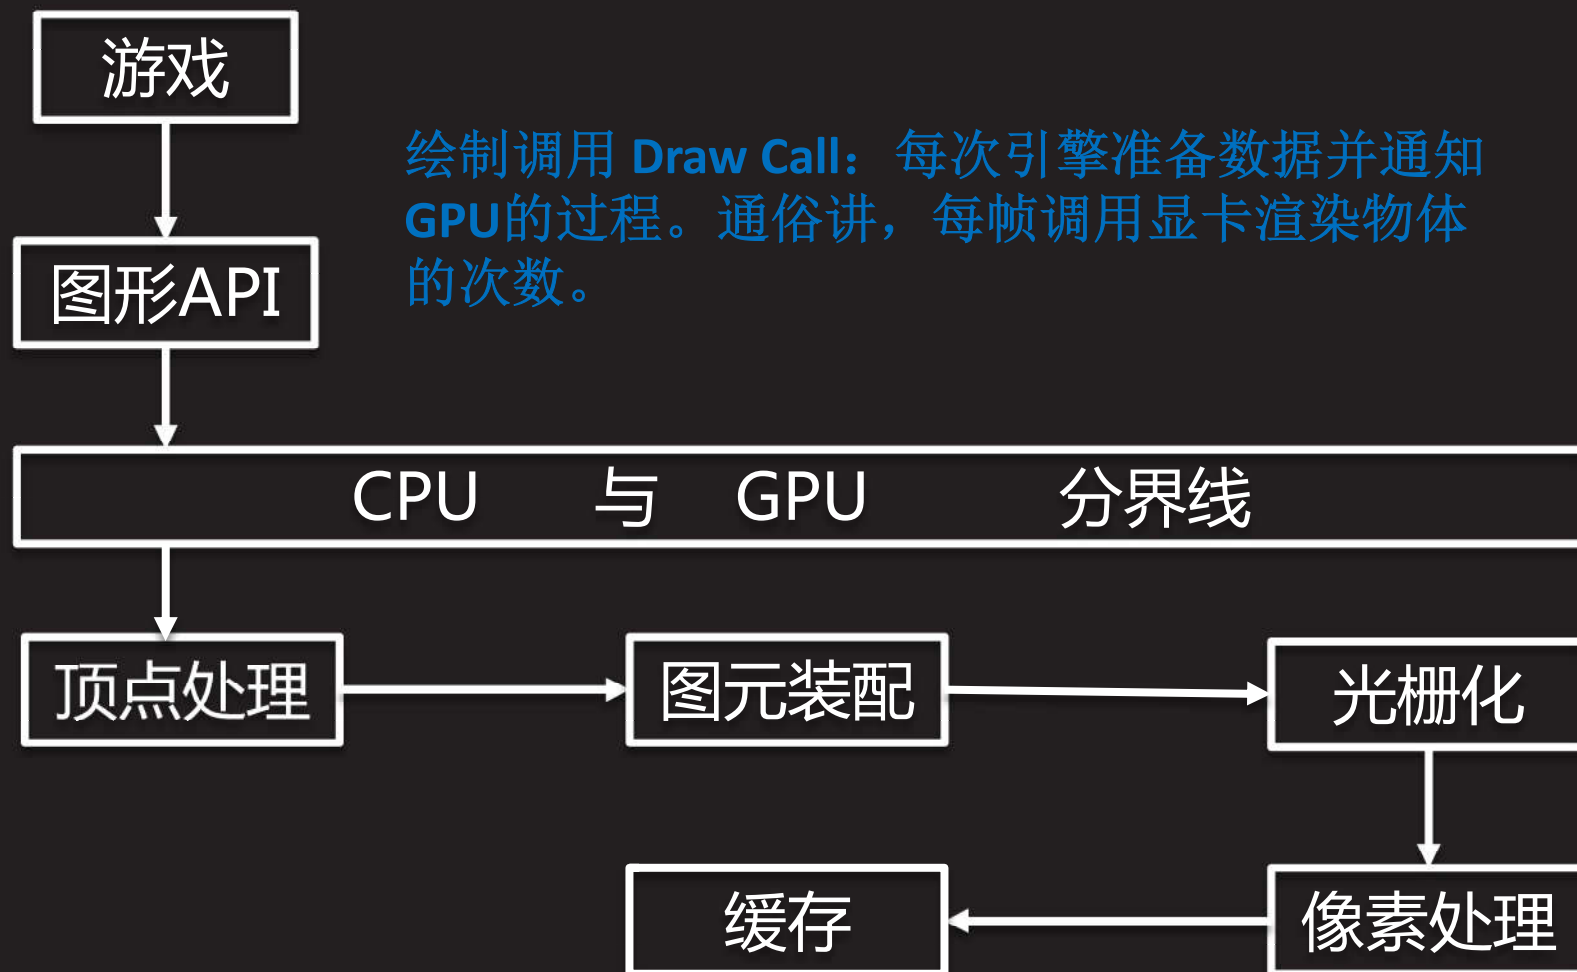 游戏
绘制调用 Draw Call：每次引擎准备数据并通知
GPU的过程。通俗讲，每帧调用显卡渲染物体
的次数。
图形API
CPU 与 GPU 分界线
顶点处理
图元装配
光栅化
缓存
像素处理